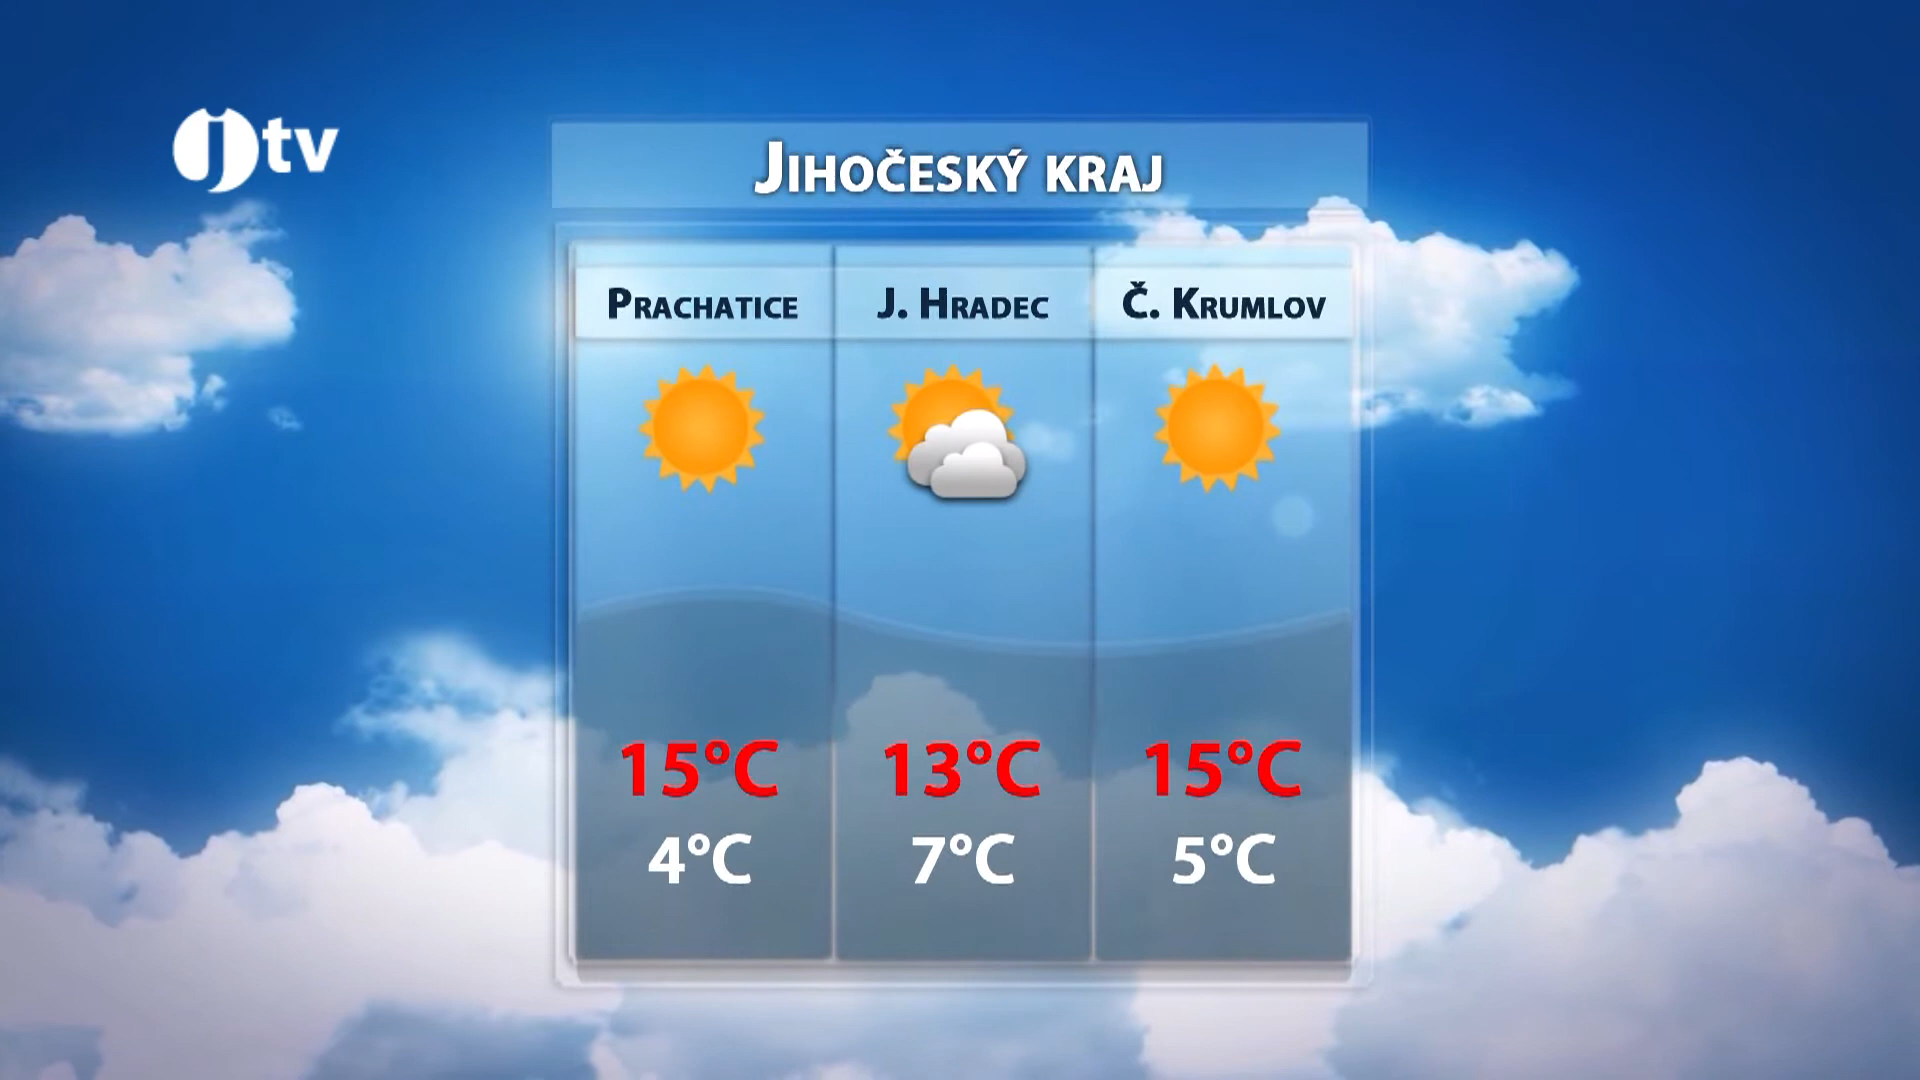 jtv
Jihočeský kraj
Prachatice
J. Hradec
Č. Krumlov
15°C
13°C
15°C
4°C
7°C
5°C